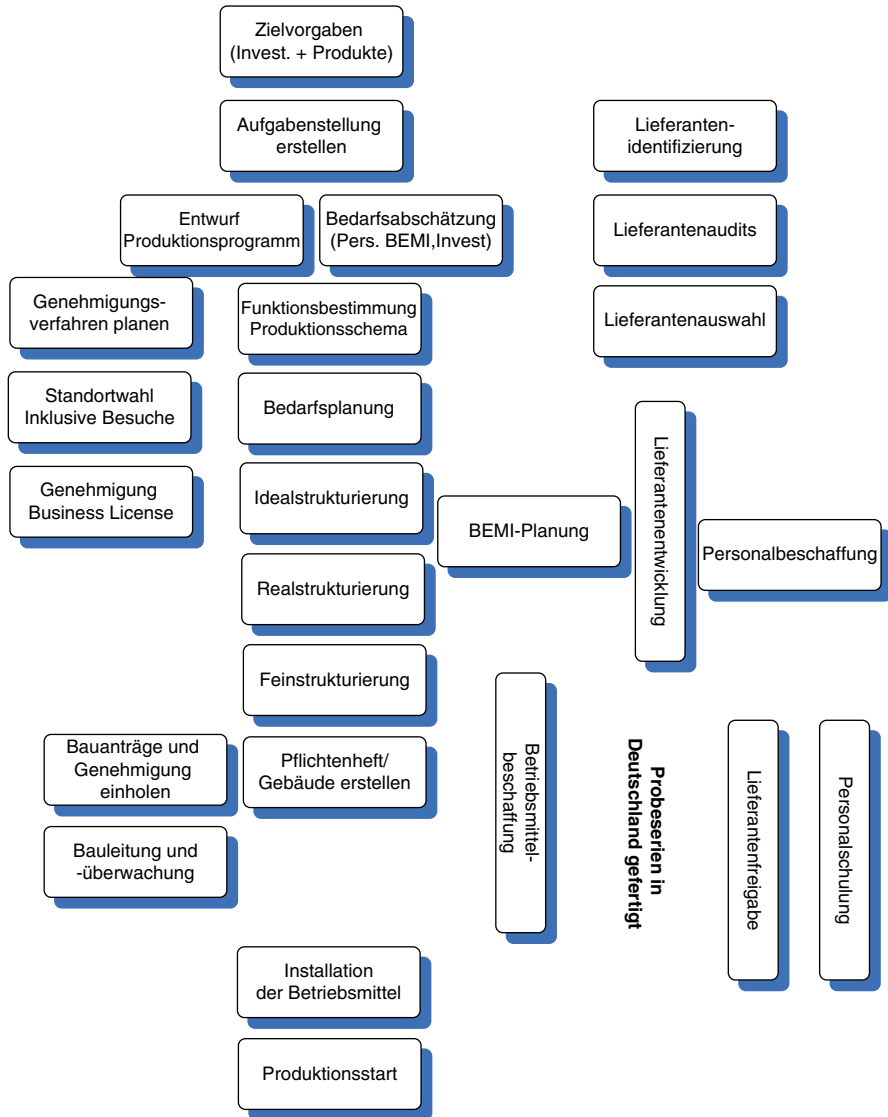 Zielvorgaben
(Invest. + Produkte)
Aufgabenstellung
erstellen
Lieferanten-
identifizierung
Entwurf
Produktionsprogramm
Bedarfsabschätzung
(Pers. BEMI,Invest)
Lieferantenaudits
Genehmigungs-
verfahren planen
Funktionsbestimmung
Produktionsschema
Lieferantenauswahl
Standortwahl
Inklusive Besuche
Bedarfsplanung
Lieferantenentwicklung
Genehmigung
Business License
Idealstrukturierung
BEMI-Planung
Personalbeschaffung
Realstrukturierung
Feinstrukturierung
Betriebsmittel-
beschaffung
Probeserien in
Deutschland gefertigt
Lieferantenfreigabe
Personalschulung
Bauanträge und
Genehmigung
einholen
Pflichtenheft/
Gebäude erstellen
Bauleitung und
-überwachung
Installation
der Betriebsmittel
Produktionsstart